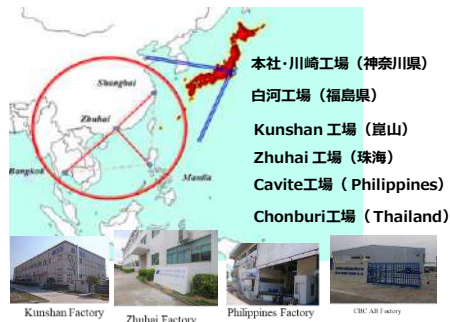 本社・川崎工場（神奈川県）
白河工場（福島県）
Kunshan 工場（崑山）
Zhuhai 工場（珠海）
Cavite工場（ Philippines）
Chonburi工場（ Thailand）
Shanghai
Zhuhai
Bangkok
Manila
Kunshan Factory
Zhuhai Factory
Philippines Factory
CBC AB Factory